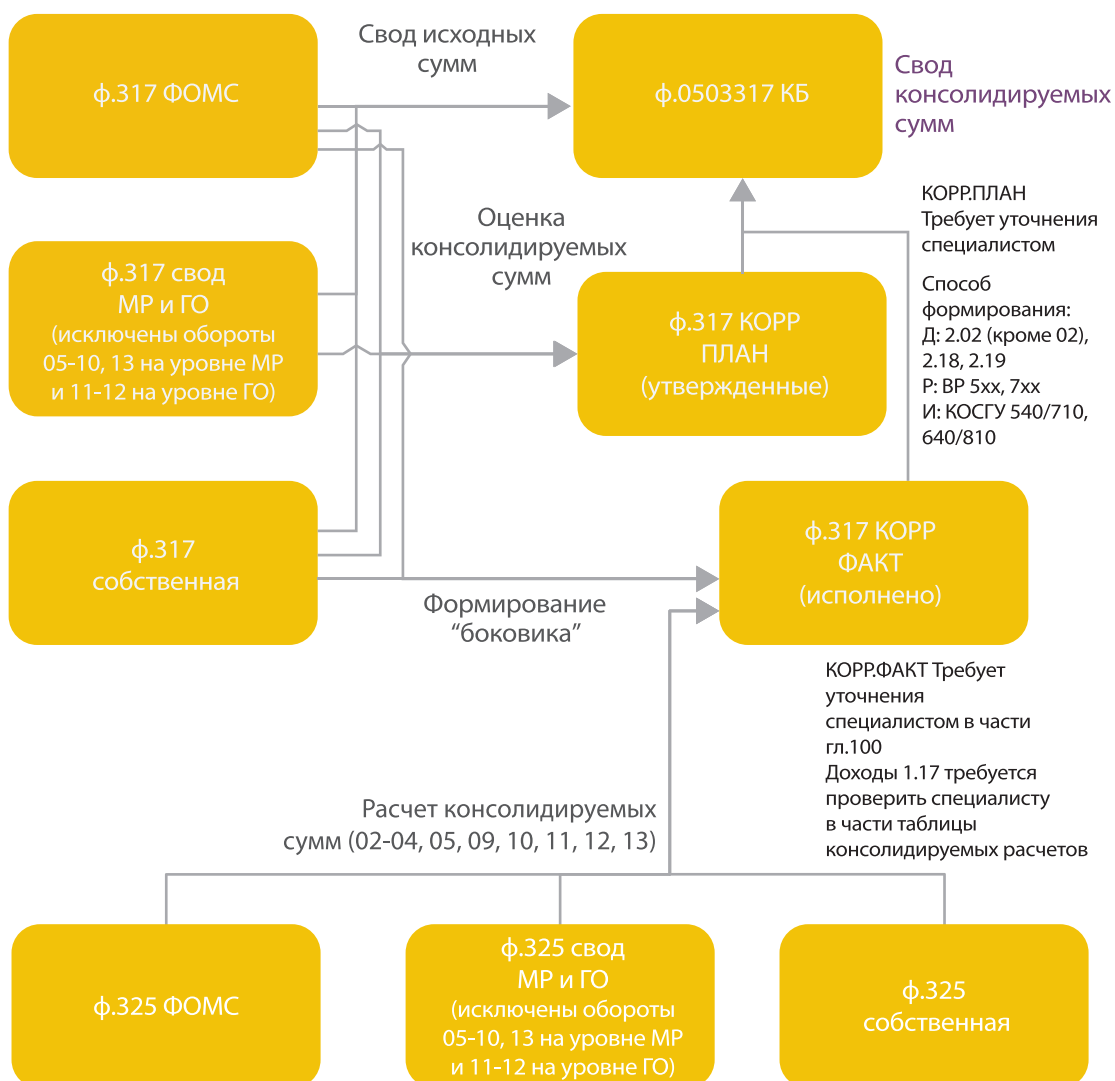 ф.317 ФОМС
Свод исходных
сумм
ф.0503317 КБ
Свод
консолидируемых
сумм
ф.317 свод
МР и ГО
(исключены обороты
05-10, 13 на уровне МР
и 11-12 на уровне ГО)
Оценка
консолидируемых
сумм
ф.317 КОРР
ПЛАН
(утвержденные)
КОРР.ПЛАН
Требует уточнения
специалистом
Способ
формирования:
Д: 2.02 (кроме 02),
2.18, 2.19
Р: ВР 5xx, 7xx
И: КОСГУ 540/710,
640/810
ф.317
собственная
Формирование
“боковика”
ф.317 КОРР
ФАКТ
(исполнено)
КОРР.ФАКТ Требует
уточнения
специалистом в части
гл.100
Доходы 1.17 требуется
проверить специалисту
в части таблицы
консолидируемых расчетов
Расчет консолидируемых
сумм (02-04, 05, 09, 10, 11, 12, 13)
ф.325 ФОМС
ф.325 свод
МР и ГО
(исключены обороты
05-10, 13 на уровне МР
и 11-12 на уровне ГО)
ф.325
собственная